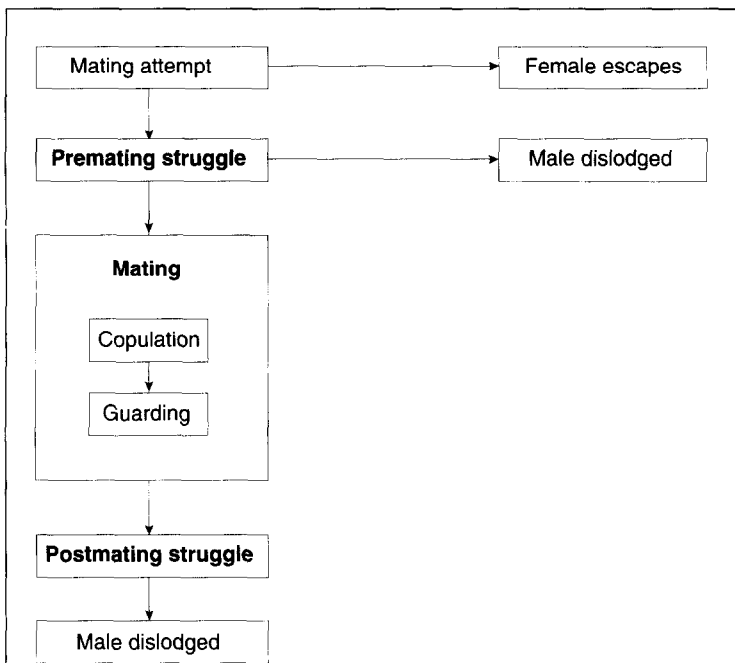 Mating attempt
Female escapes
Premating struggle
Male dislodged
Mating
Copulation
Guarding
Postmating struggle
Male dislodged